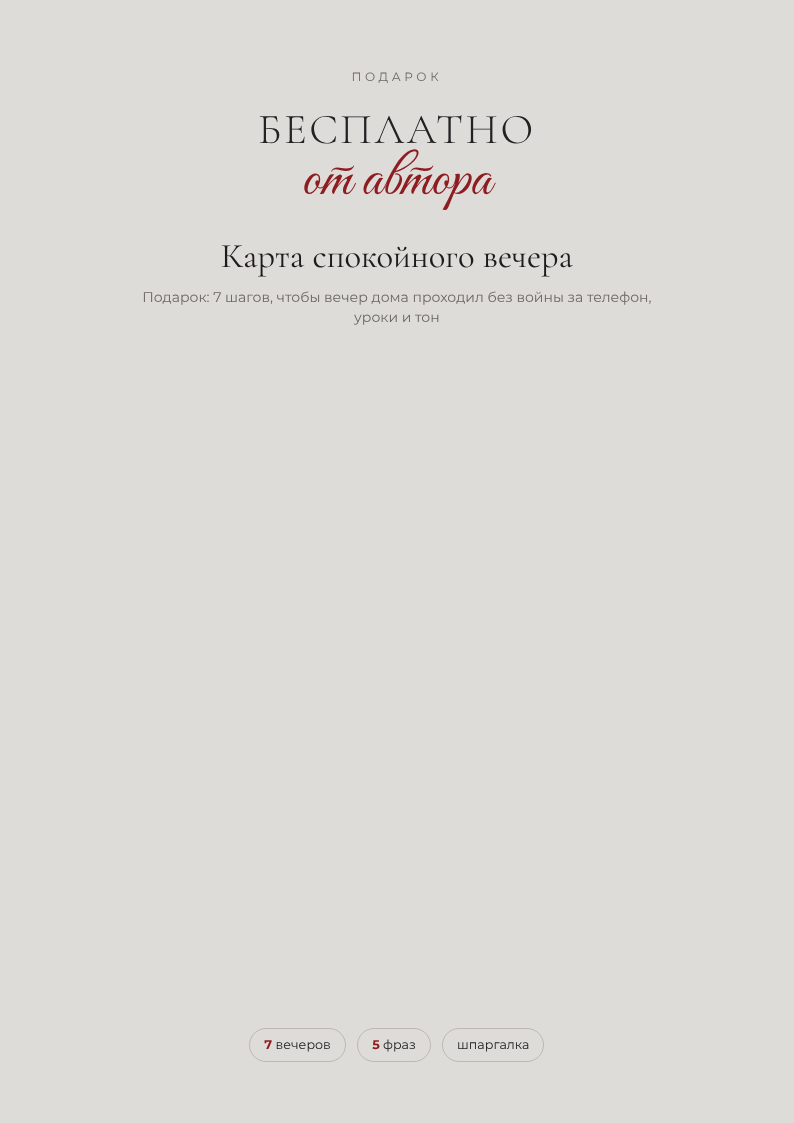 ПОДАРОК
БЕСПЛАТНО
от автора
Карта спокойного вечера
Подарок: 7 шагов, чтобы вечер дома проходил без войны за телефон,
уроки и тон
7 вечеров
5 фраз
шпаргалка